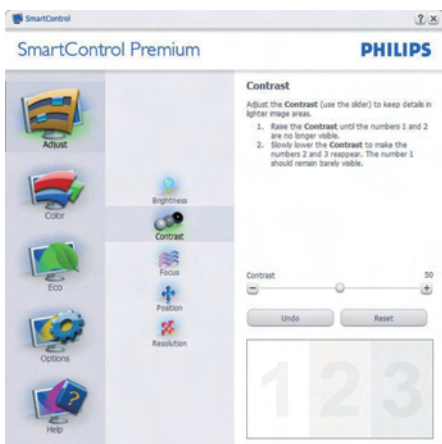 SmartControl
? ×
SmartControl Premium
PHILIPS
Adjust
Color
Eco
Options
Help
Brightness
Contrast
Focus
Position
Resolution
Contrast
Adjust the Contrast (use the slider) to keep details in
lighter image areas.
1. Raise the Contrast until the numbers 1 and 2
are no longer visible.
2. Slowly lower the Contrast to make the
numbers 2 and 3 reappear. The number 1
should remain barely visible.
Contrast 50
Undo Reset
1 2 3